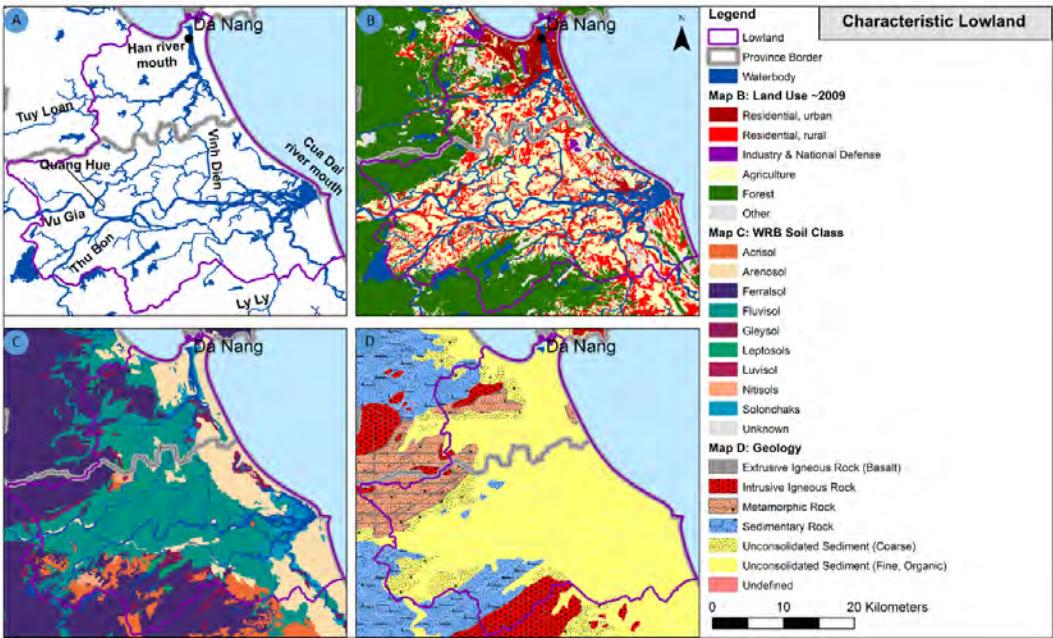 A
Da Nang
Han river
mouth
Tuy Loan
Vinh Dien
Cua Dai
river mouth
Quang Hue
Vu Gia
Thu Bon
Ly Ly
B
Da Nang
N
C
Da Nang
D
Da Nang
Characteristic Lowland
Legend
Lowland
Province Border
Waterbody
Map B: Land Use ~2009
Residential, urban
Residential, rural
Industry & National Defense
Agriculture
Forest
Other
Map C: WRB Soil Class
Acrisol
Arenosol
Ferralsol
Fluvisol
Gleysol
Leptosols
Luvisol
Nitisols
Solonchaks
Unknown
Map D: Geology
Extrusive Igneous Rock (Basalt)
Intrusive Igneous Rock
Metamorphic Rock
Sedimentary Rock
Unconsolidated Sediment (Coarse)
Unconsolidated Sediment (Fine, Organic)
Undefined
0 10 20 Kilometers